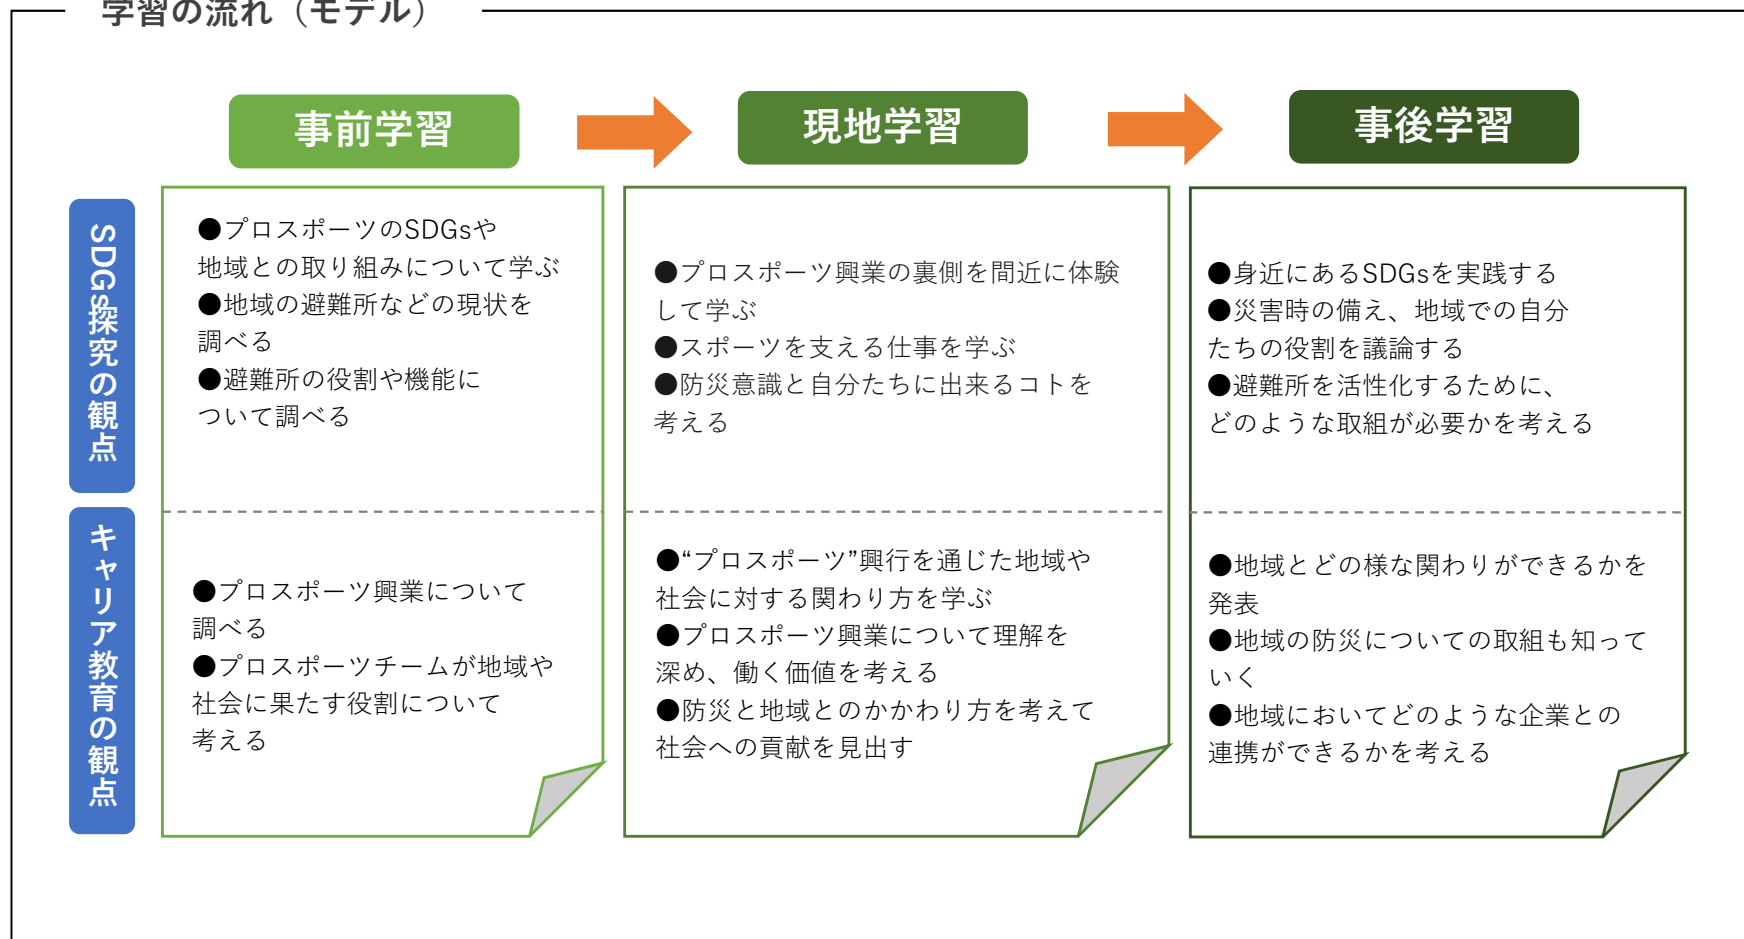 学習の流れ（モデル）
事前学習
現地学習
事後学習
SDGs探究の観点
●プロスポーツのSDGsや
地域との取り組みについて学ぶ
●地域の避難所などの現状を
調べる
●避難所の役割や機能に
ついて調べる
●プロスポーツ興業の裏側を間近に体験
して学ぶ
●スポーツを支える仕事を学ぶ
●防災意識と自分たちに出来るコトを
考える
●身近にあるSDGsを実践する
●災害時の備え、地域での自分
たちの役割を議論する
●避難所を活性化するために、
どのような取組が必要かを考える
キャリア教育の観点
●プロスポーツ興業について
調べる
●プロスポーツチームが地域や
社会に果たす役割について
考える
●“プロスポーツ”興行を通じた地域や
社会に対する関わり方を学ぶ
●プロスポーツ興業について理解を
深め、働く価値を考える
●防災と地域とのかかわり方を考えて
社会への貢献を見出す
●地域とどの様な関わりができるかを
発表
●地域の防災についての取組も知って
いく
●地域においてどのような企業との
連携ができるかを考える